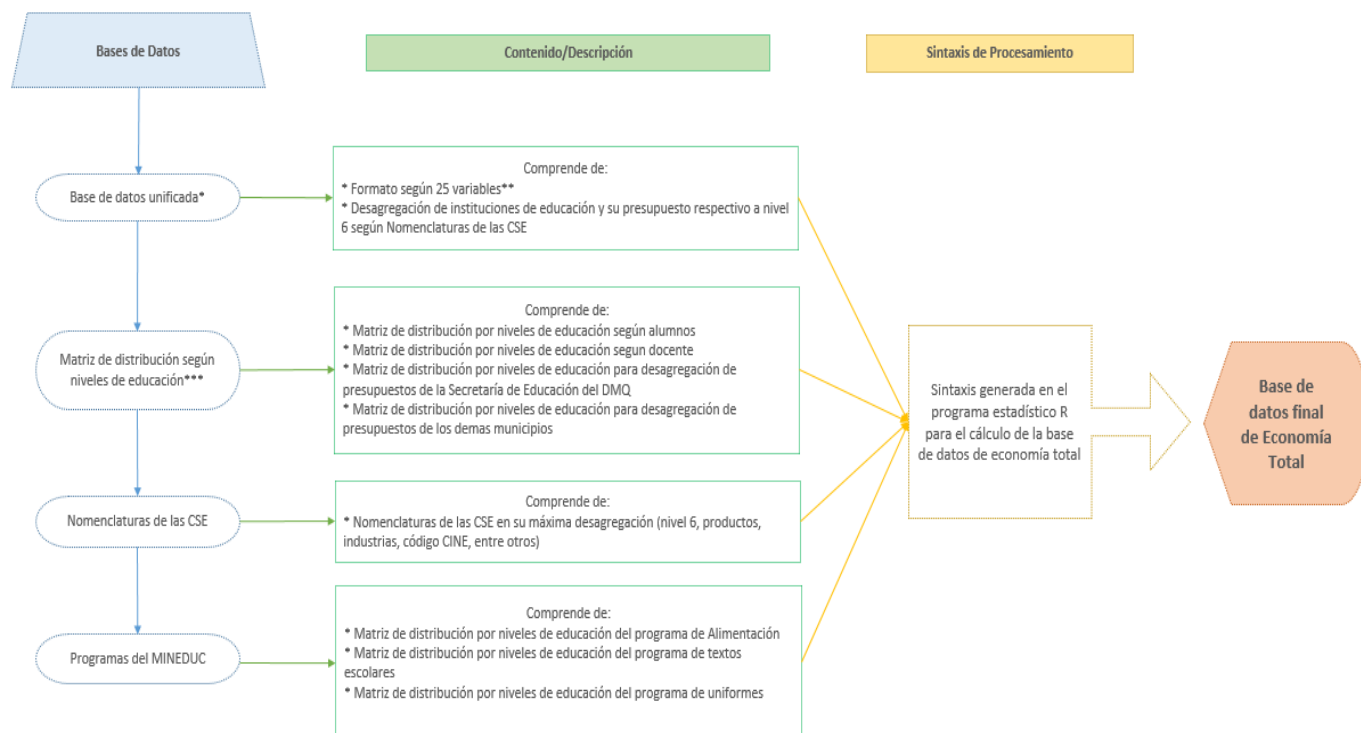 Bases de Datos
Contenido/Descripción
Sintaxis de Procesamiento
Base de datos unificada*
Comprende de:
* Formato según 25 variables**
* Desagregación de instituciones de educación y su presupuesto respectivo a nivel
6 según Nomenclaturas de las CSE
Matriz de distribución según
niveles de educación***
Comprende de:
* Matriz de distribución por niveles de educación según alumnos
* Matriz de distribución por niveles de educación segun docente
* Matriz de distribución por niveles de educación para desagregación de
presupuestos de la Secretaría de Educación del DMQ
* Matriz de distribución por niveles de educación para desagregación de
presupuestos de los demas municipios
Nomenclaturas de las CSE
Comprende de:
* Nomenclaturas de las CSE en su máxima desagregación (nivel 6, productos,
industrias, código CINE, entre otros)
Programas del MINEDUC
Comprende de:
* Matriz de distribución por niveles de educación del programa de Alimentación
* Matriz de distribución por niveles de educación del programa de textos
escolares
* Matriz de distribución por niveles de educación del programa de uniformes
Sintaxis generada en el
programa estadístico R
para el cálculo de la base
de datos de economía total
Base de
datos final
de Economía
Total